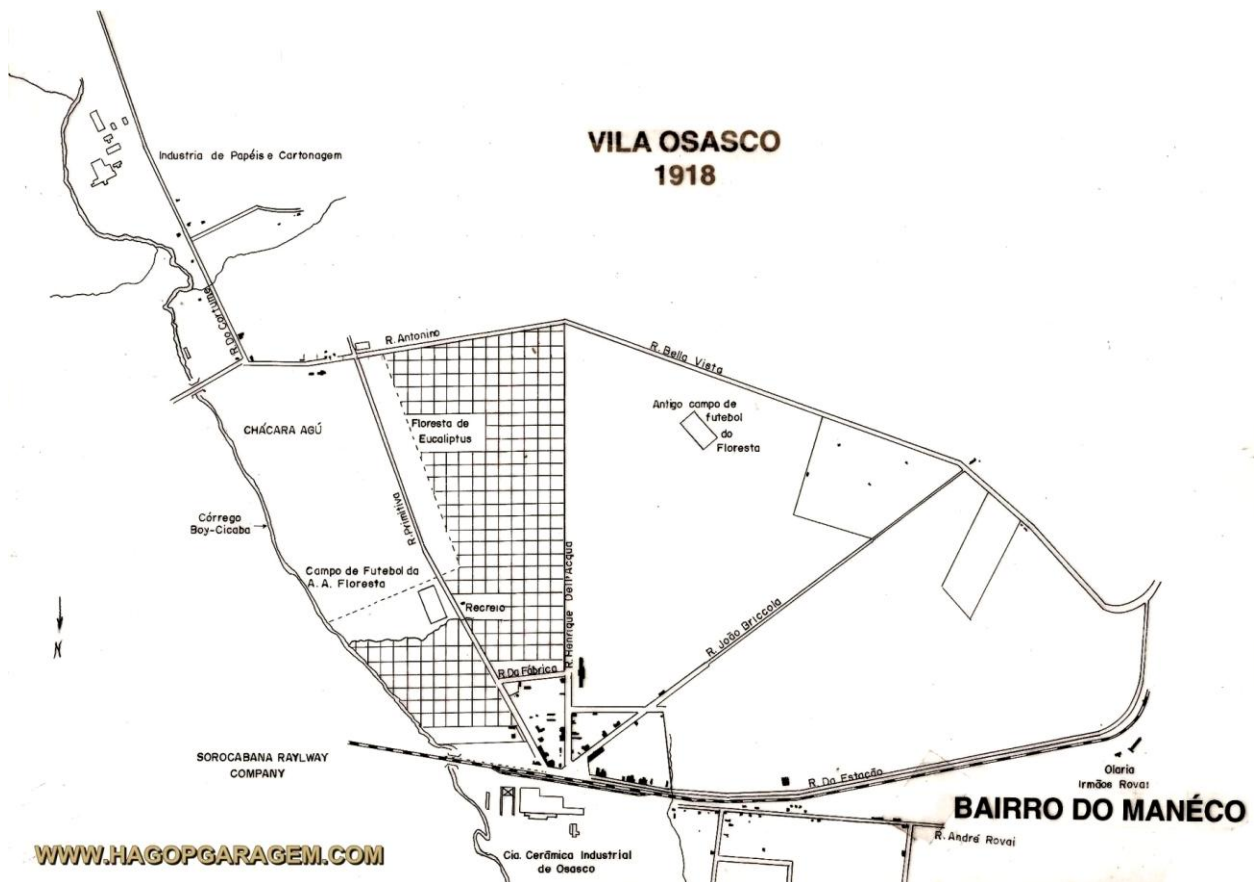 VILA OSASCO
1918
Industria de Papéis e Cartonagem
R. Do Cortume
R. Antonino
R. Bella Vista
Antigo campo de
futebol
do
Floresta
CHÁCARA AGÚ
Floresta de
Eucaliptus
R. Primitiva
Córrego
Boy-Cicaba
Campo de Futebol da
A. A. Floresta
Recreio
R. Henrique Dell'Acqua
R. João Briccola
N
R. Da Fábrica
SOROCABANA RAYLWAY
COMPANY
R. Da Estação
Olaria
Irmãos Rovai
BAIRRO DO MANÉCO
R. André Rovai
Cia. Cerâmica Industrial
de Osasco
WWW.HAGOPGARAGEM.COM